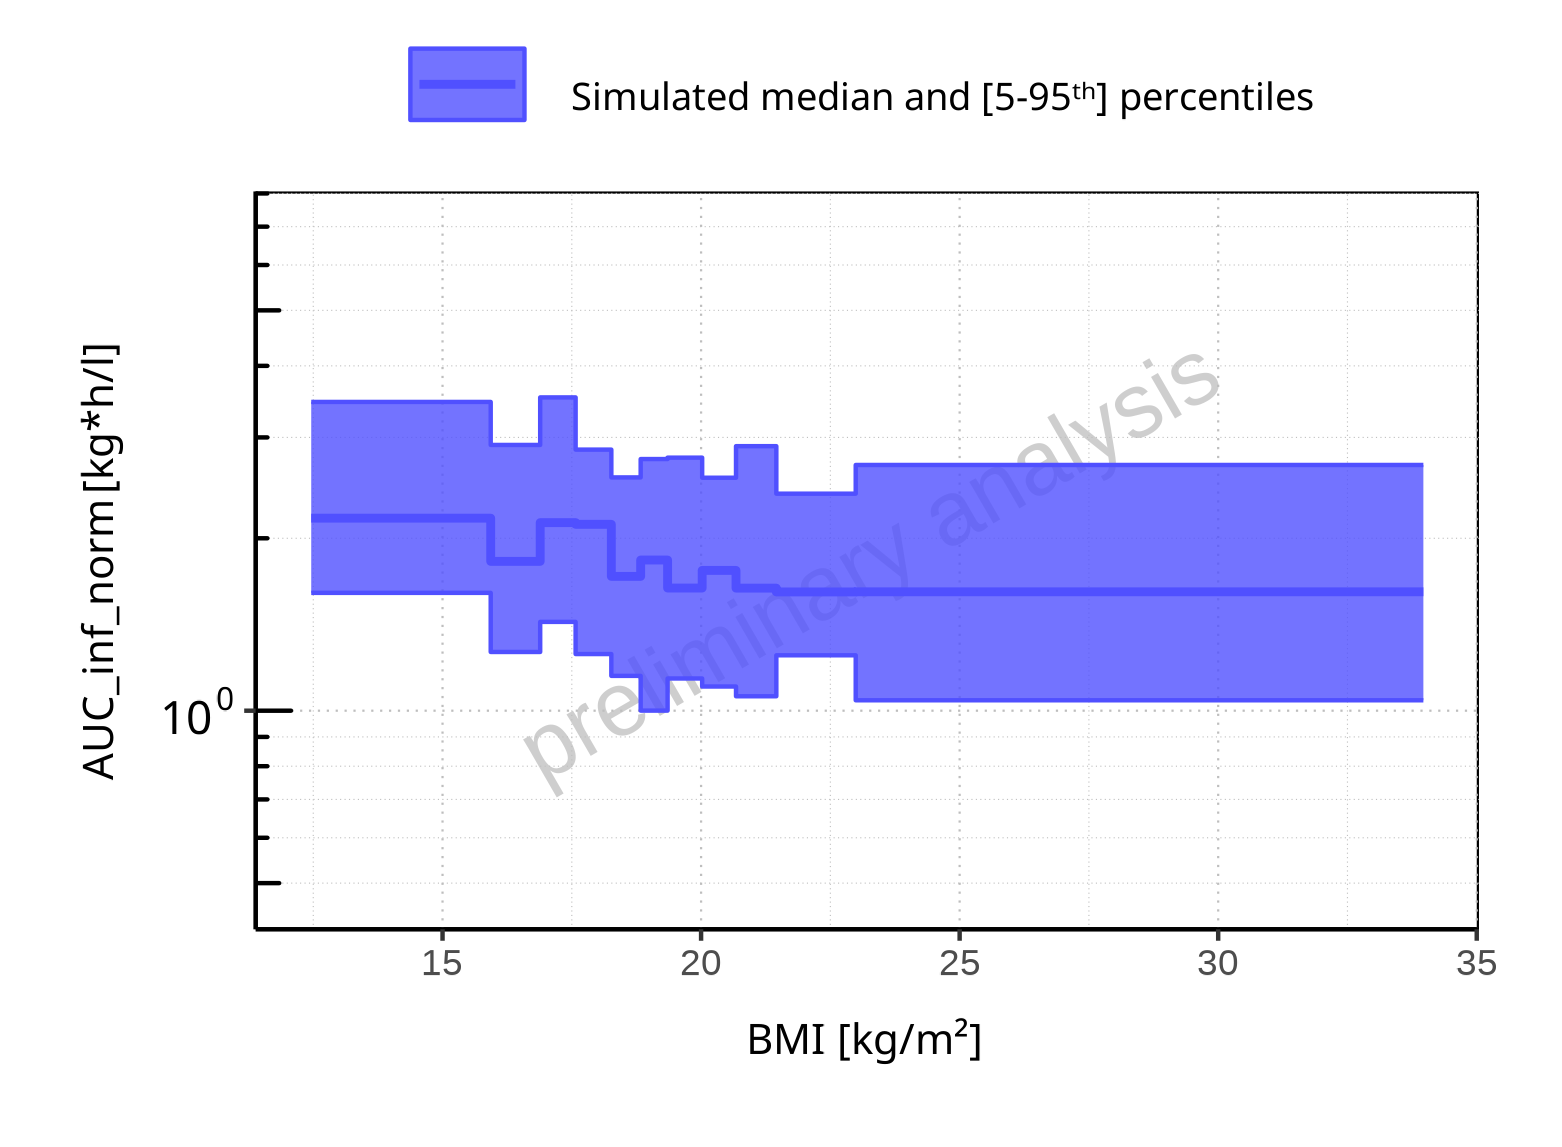 Simulated median and [5-95ᵗʰ] percentiles
AUC_inf_norm[kg*h/l]
10⁰
preliminary analysis
15 20 25 30 35
BMI [kg/m²]